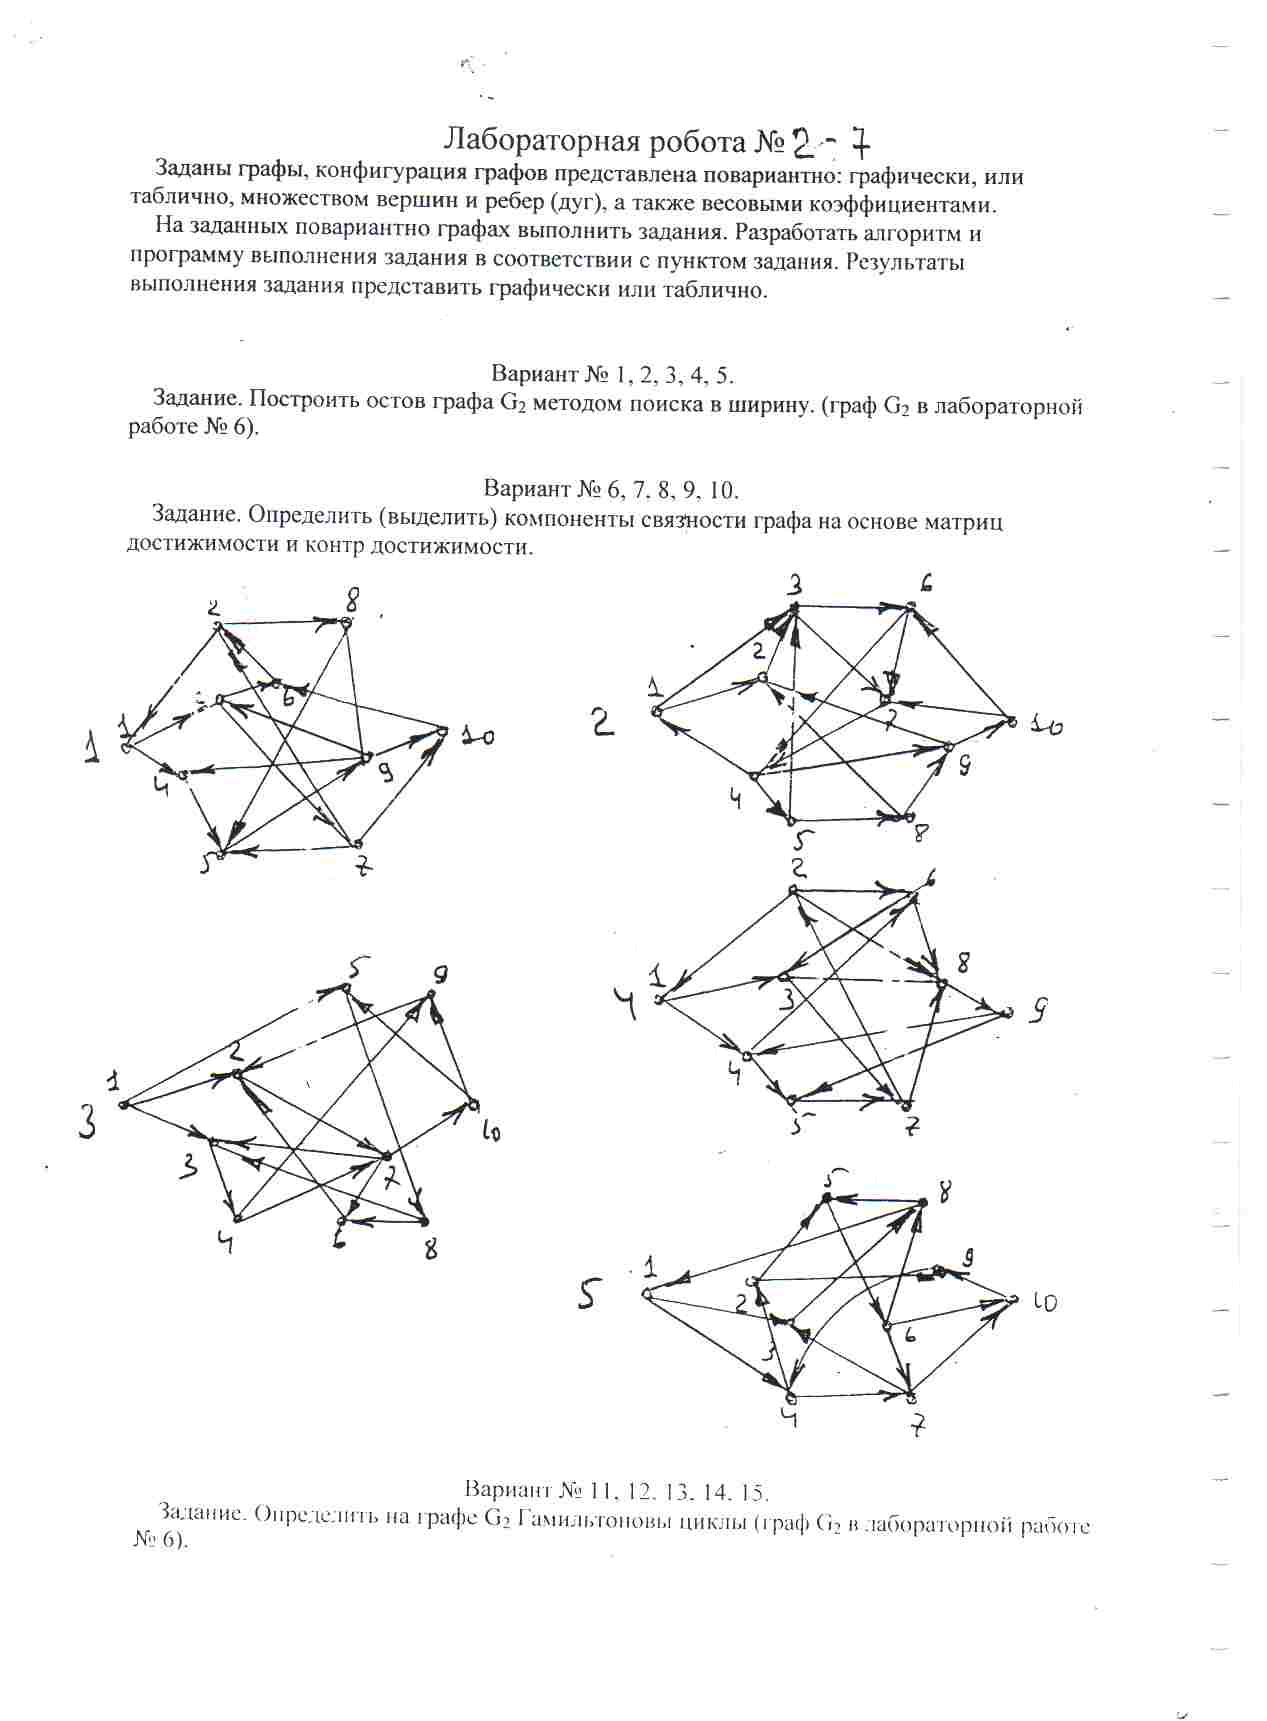 Лабораторная робота № 2 - 7
Заданы графы, конфигурация графов представлена повариантно: графически, или
таблично, множеством вершин и ребер (дуг), а также весовыми коэффициентами.
На заданных повариантно графах выполнить задания. Разработать алгоритм и
программу выполнения задания в соответствии с пунктом задания. Результаты
выполнения задания представить графически или таблично.
Вариант № 1, 2, 3, 4, 5.
Задание. Построить остов графа G₂ методом поиска в ширину. (граф G₂ в лабораторной
работе № 6).
Вариант № 6, 7, 8, 9, 10.
Задание. Определить (выделить) компоненты связности графа на основе матриц
достижимости и контр достижимости.
1
2 8
1 6 10
4 9
5 7
2
3 6
1 2 7 10
4 9
5 8
3
5 9
1 2
3 7 10
4 6 8
4
2 6
1 3 8 9
4
5 7
5
5 8
1 2 9 10
3 6
4 7
Вариант № 11, 12, 13, 14, 15.
Задание. Определить на графе G₂ Гамильтоновы циклы (граф G₂ в лабораторной работе
№ 6).